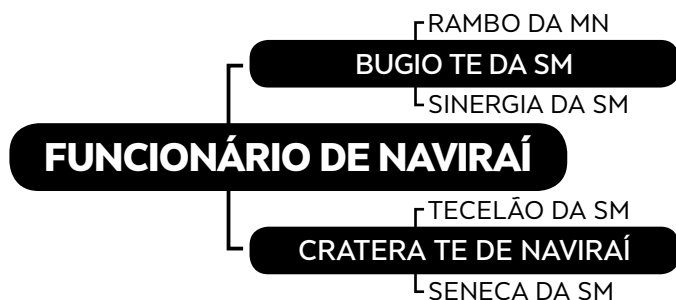 RAMBO DA MN
BUGIO TE DA SM
SINERGIA DA SM
FUNCIONÁRIO DE NAVIRAÍ
TECELÃO DA SM
CRATERA TE DE NAVIRAÍ
SENECA DA SM